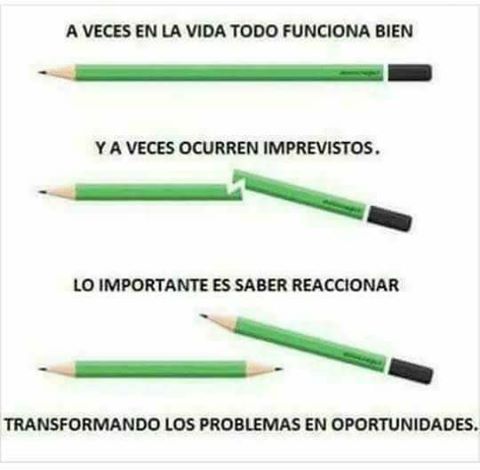 A VECES EN LA VIDA TODO FUNCIONA BIEN
Y A VECES OCURREN IMPREVISTOS.
LO IMPORTANTE ES SABER REACCIONAR
TRANSFORMANDO LOS PROBLEMAS EN OPORTUNIDADES.